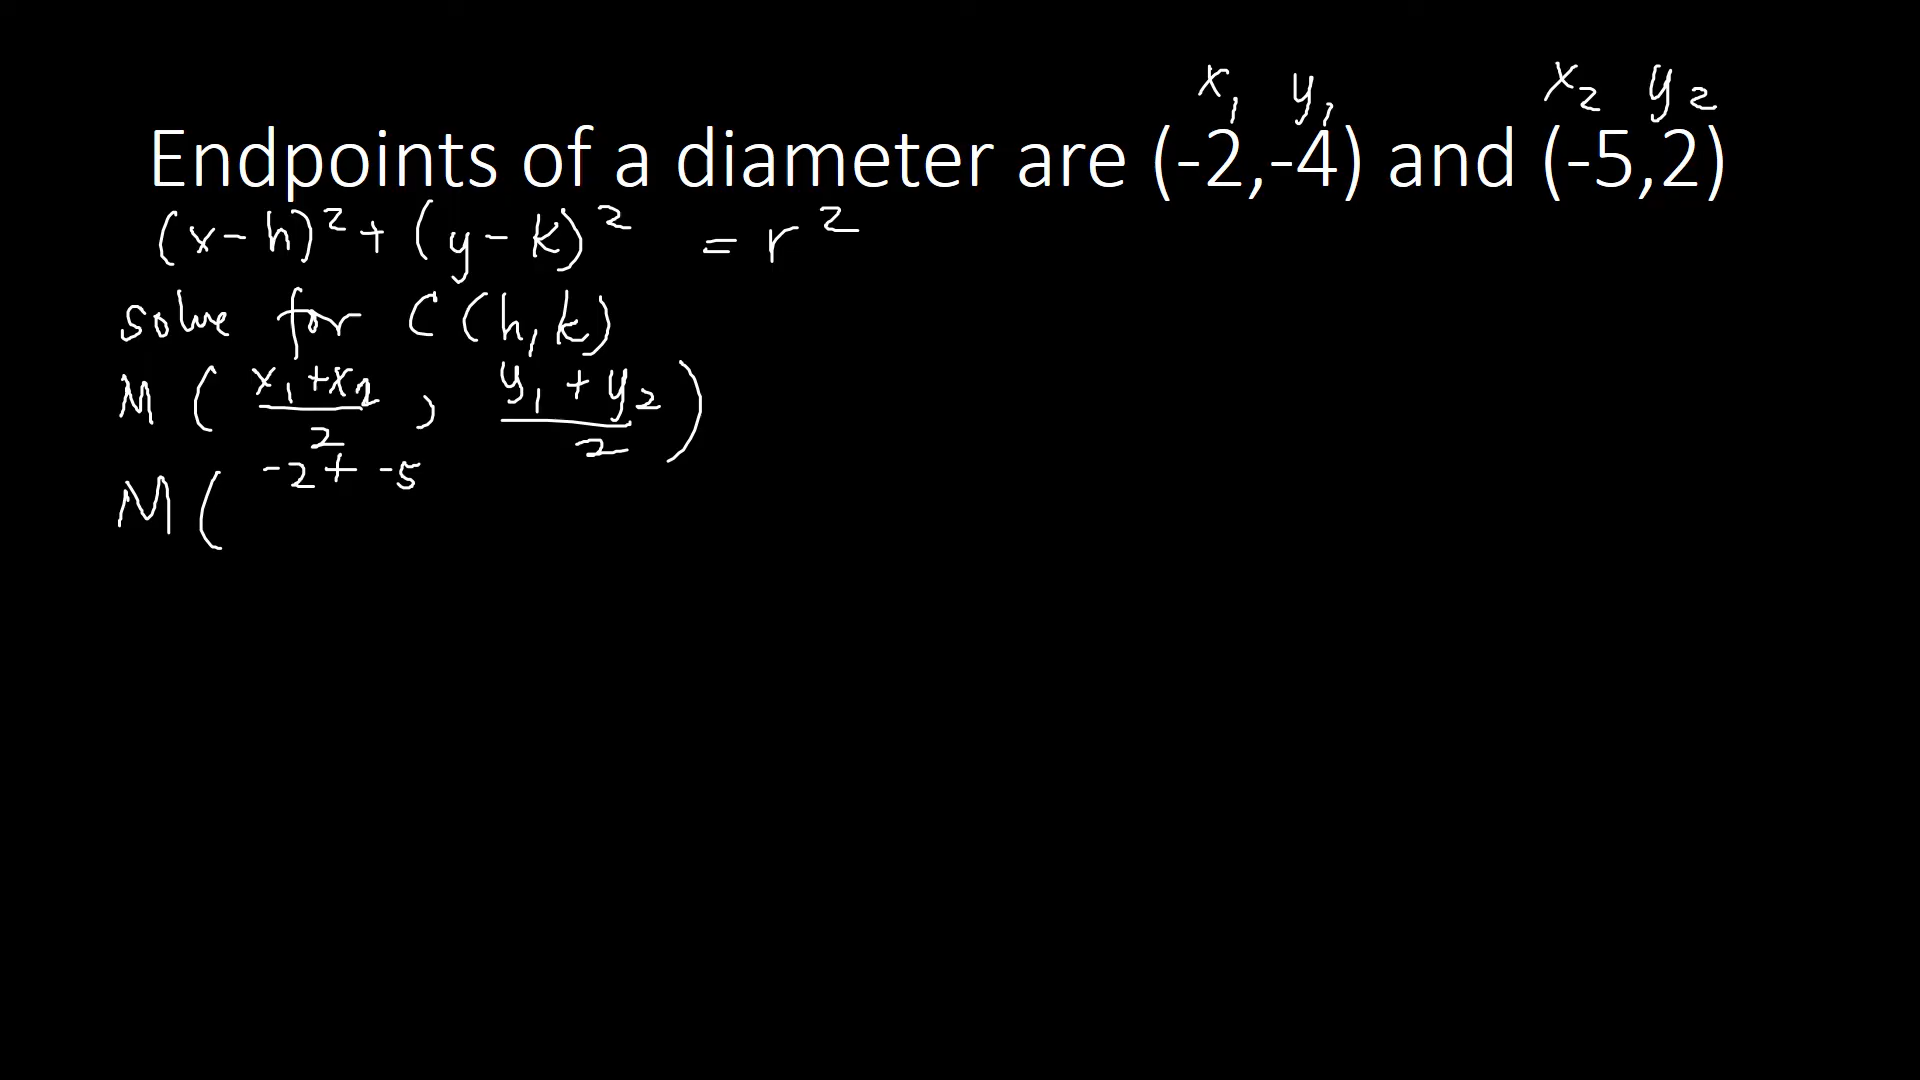 x₁ y₁ x₂ y₂
Endpoints of a diameter are (-2,-4) and (-5,2)
(x-h)² + (y-k)² = r²
solve for C(h,k)
M( x₁+x₂/2 , y₁+y₂/2 )
M( -2+ -5